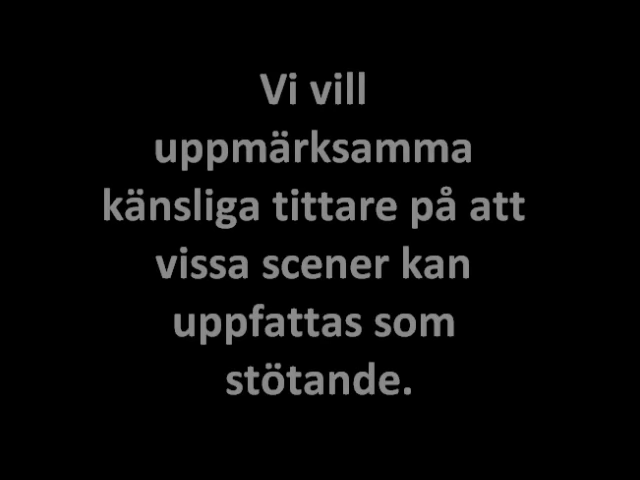 Vi vill
uppmärksamma
känsliga tittare på att
vissa scener kan
uppfattas som
stötande.